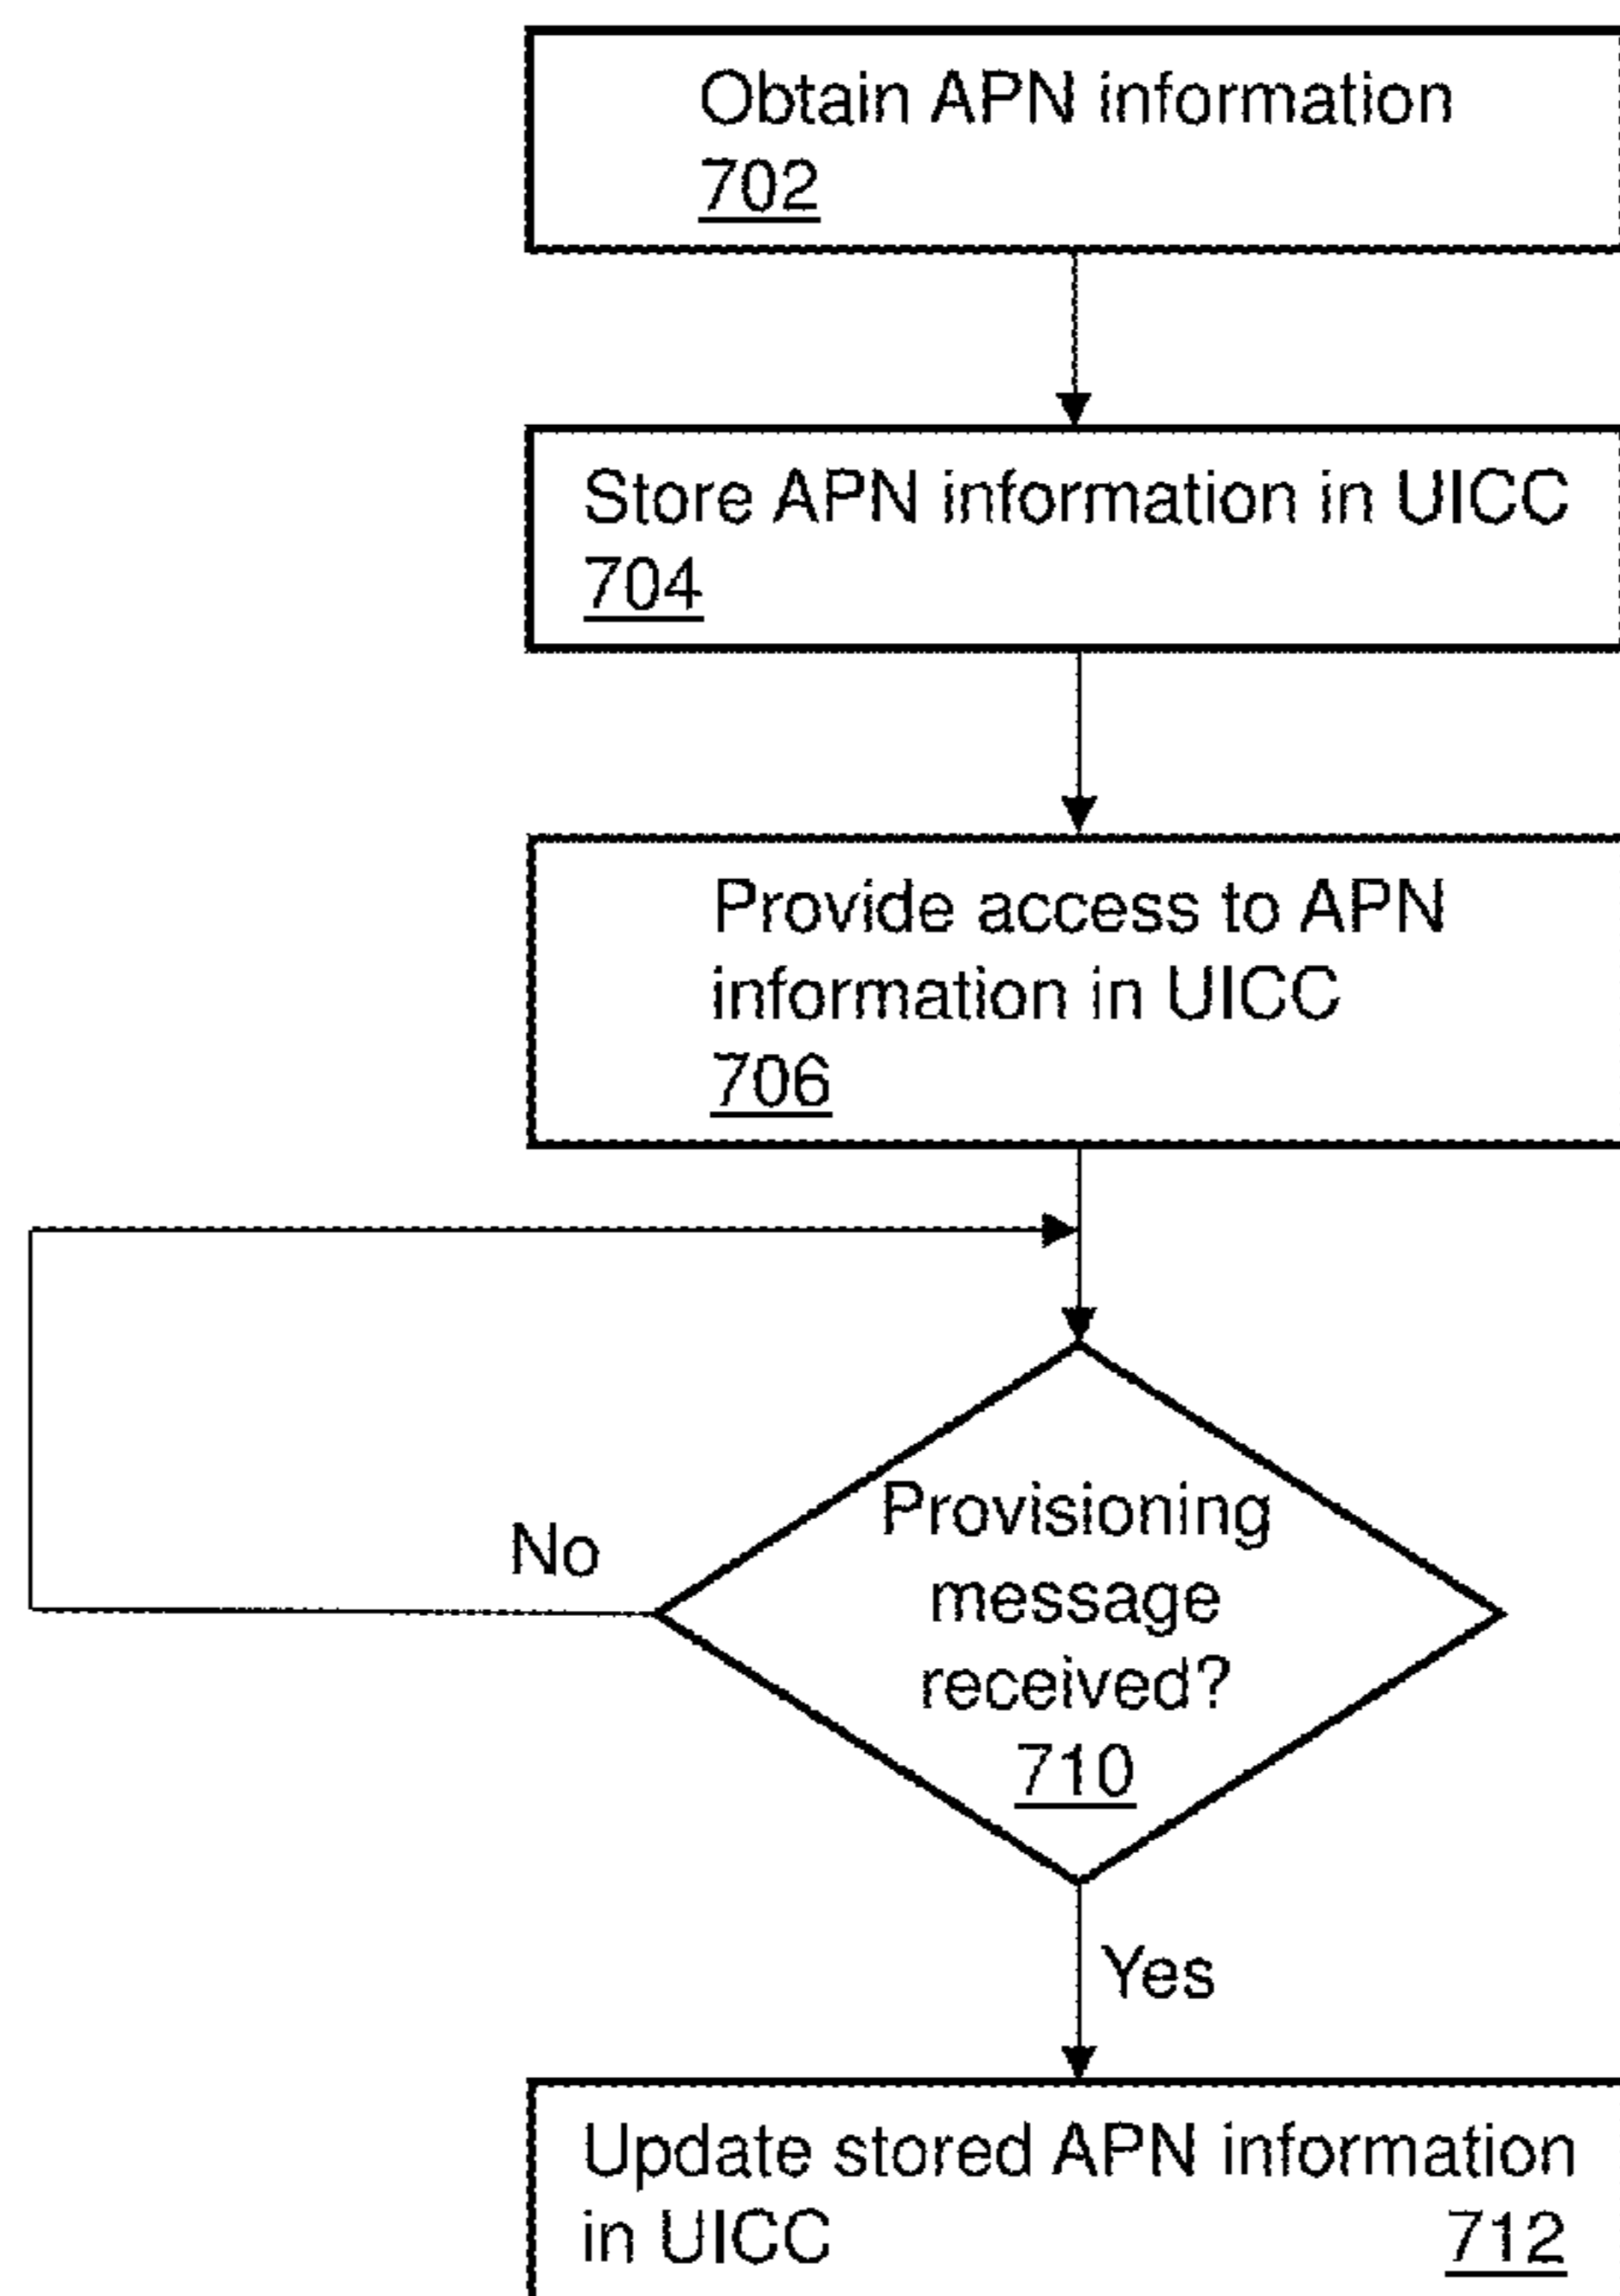 Obtain APN information
702
Store APN information in UICC
704
Provide access to APN
information in UICC
706
No
Provisioning
message
received?
710
Yes
Update stored APN information
in UICC 712